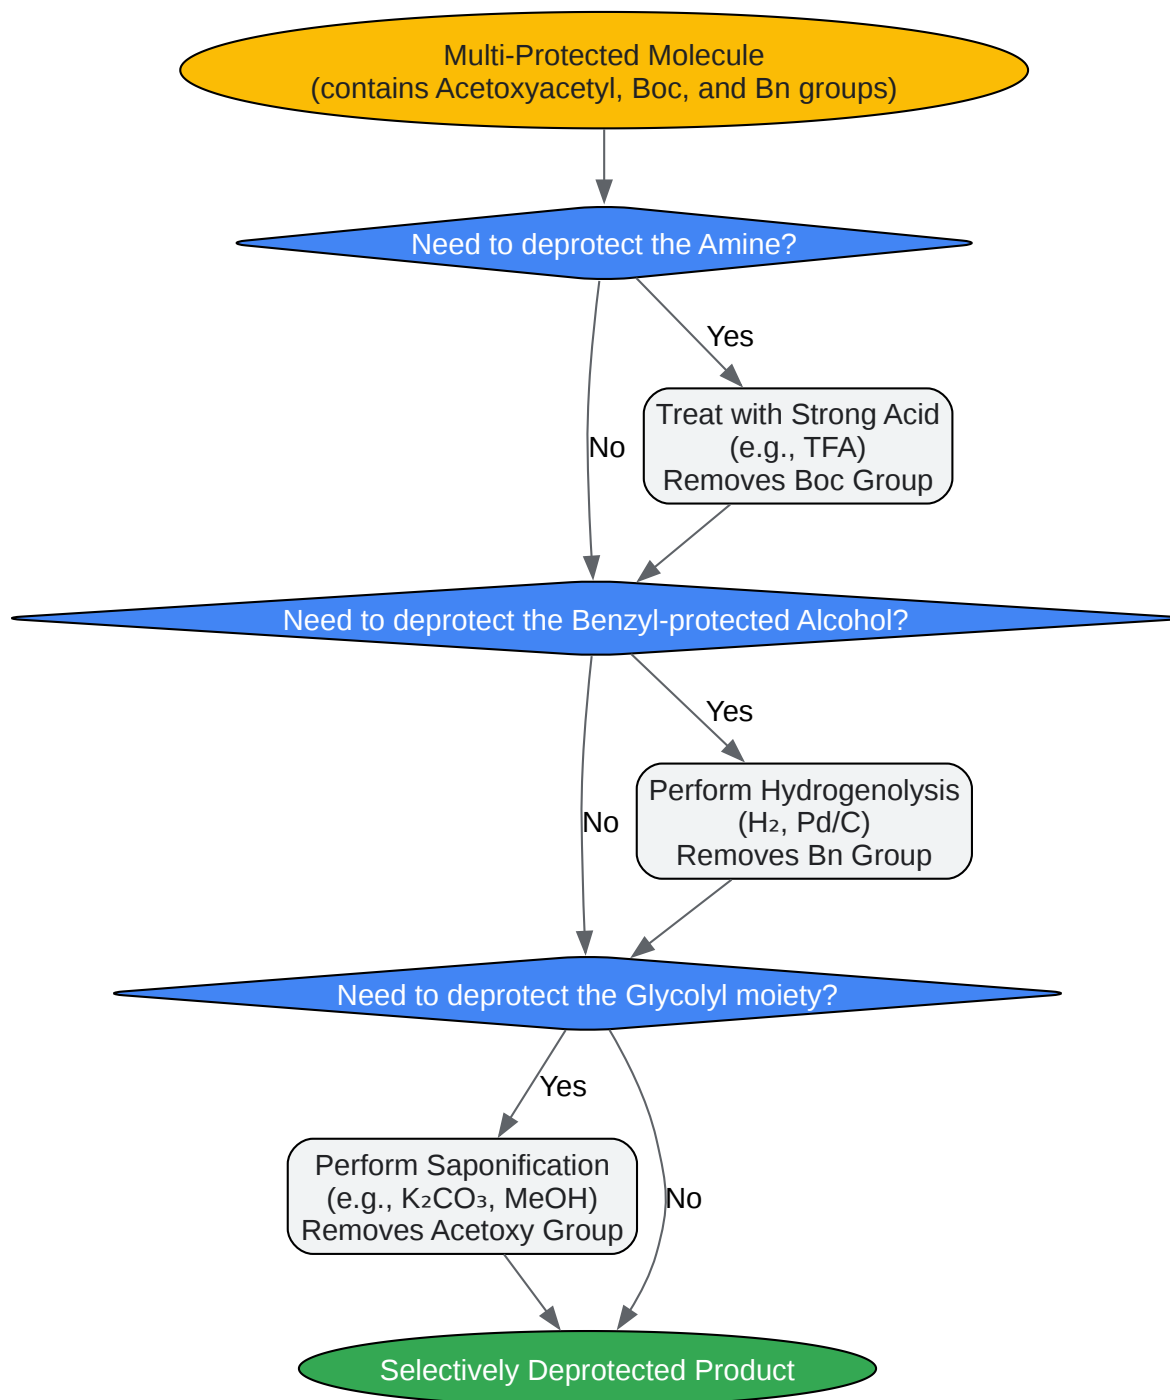 Multi-Protected Molecule
(contains Acetoxyacetyl, Boc, and Bn groups)
Need to deprotect the Amine?
Yes
Treat with Strong Acid
(e.g., TFA)
Removes Boc Group
No
Need to deprotect the Benzyl-protected Alcohol?
Yes
Perform Hydrogenolysis
(H₂, Pd/C)
Removes Bn Group
No
Need to deprotect the Glycolyl moiety?
Yes
Perform Saponification
(e.g., K₂CO₃, MeOH)
Removes Acetoxy Group
No
Selectively Deprotected Product